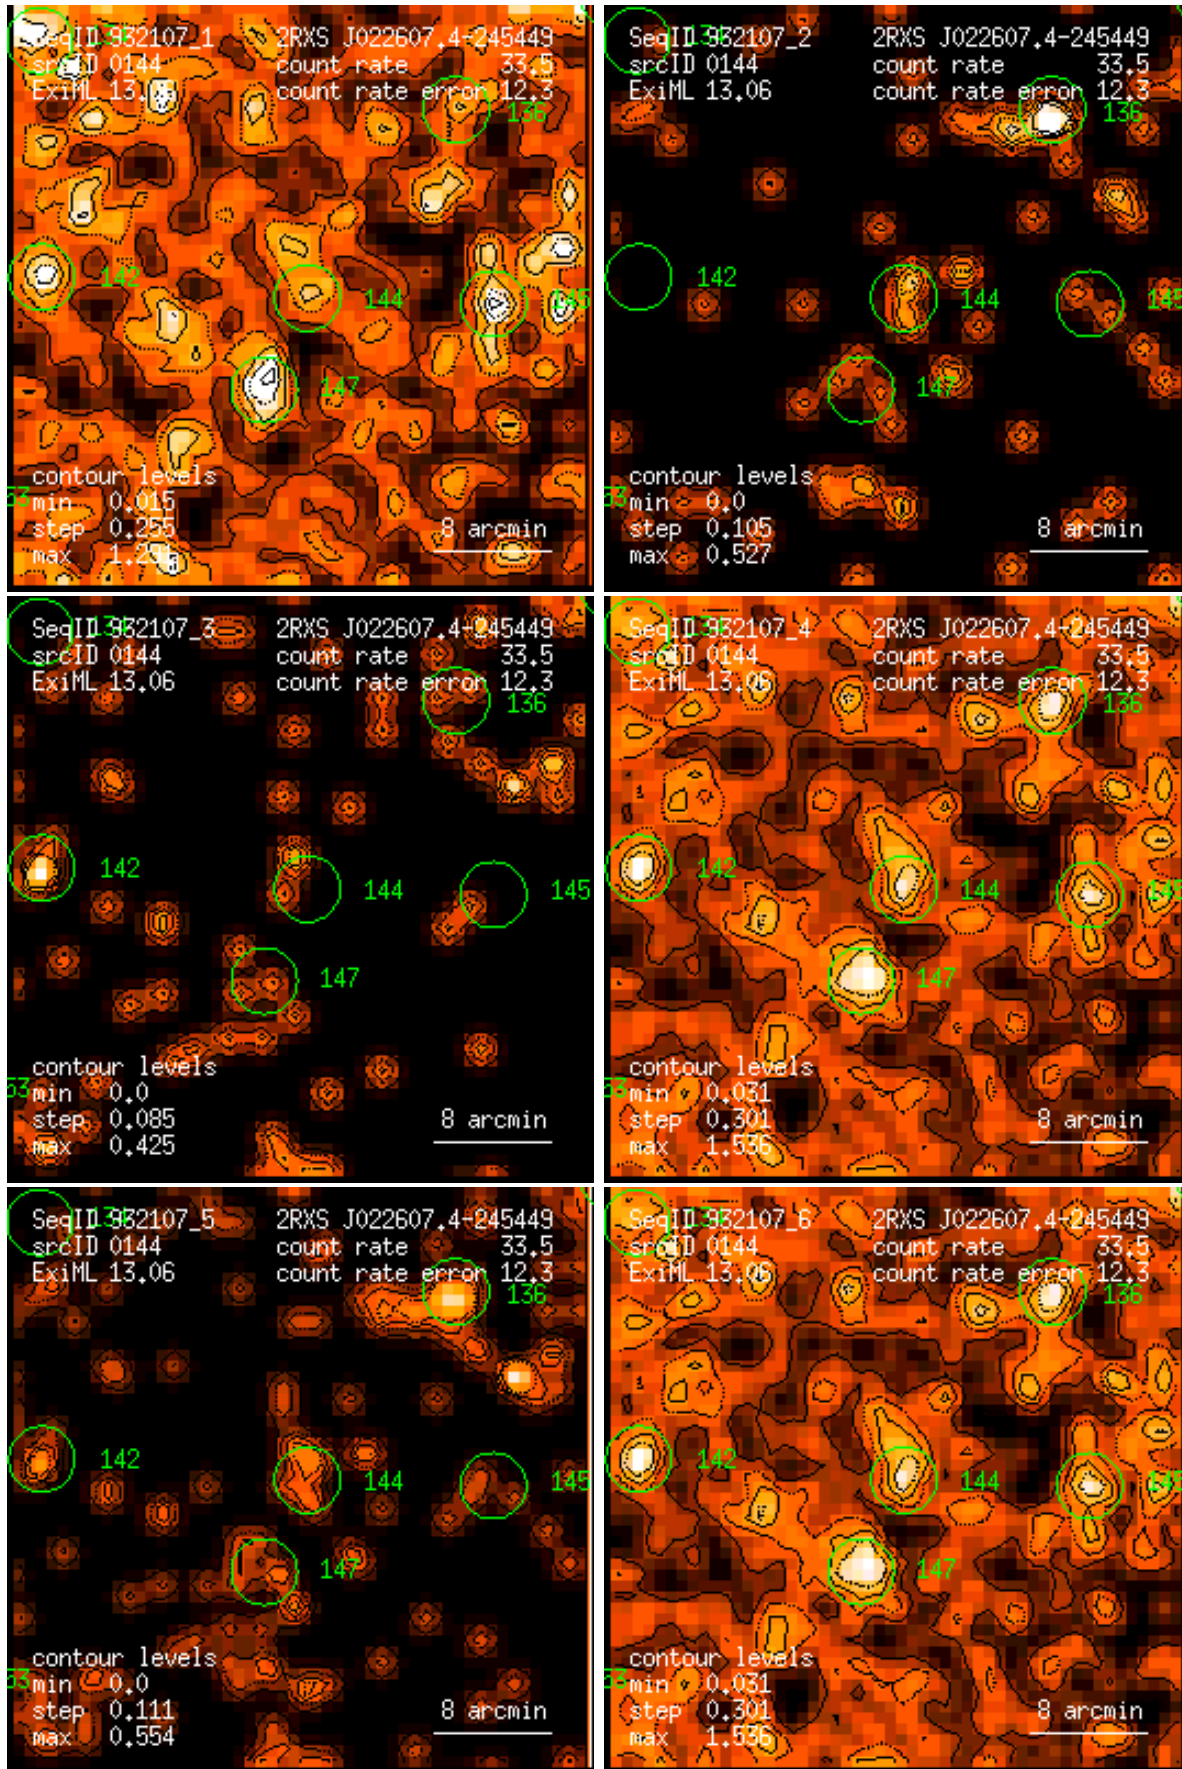 SeqID 932107_1 2RXS J022607.4-245449
srcID 0144 count rate 33.5
ExiML 13.06 count rate error 12.3
136
142
144
145
147
contour levels
min 0.015
step 0.255
max
8 arcmin
SeqID 932107_2 2RXS J022607.4-245449
srcID 0144 count rate 33.5
ExiML 13.06 count rate error 12.3
136
142
144
145
147
contour levels
53 min 0.0
step 0.105
max 0.527
8 arcmin
SeqID 932107_3 2RXS J022607.4-245449
srcID 0144 count rate 33.5
ExiML 13.06 count rate error 12.3
136
142
144
145
147
contour levels
53 min 0.0
step 0.085
max 0.425
8 arcmin
SeqID 932107_4 2RXS J022607.4-245449
srcID 0144 count rate 33.5
ExiML 13.06 count rate error 12.3
136
142
144
145
147
contour levels
53 min 0.031
step 0.301
max 1.536
8 arcmin
SeqID 932107_5 2RXS J022607.4-245449
srcID 0144 count rate 33.5
ExiML 13.06 count rate error 12.3
136
142
144
145
147
contour levels
53 min 0.0
step 0.111
max 0.554
8 arcmin
SeqID 932107_6 2RXS J022607.4-245449
srcID 0144 count rate 33.5
ExiML 13.06 count rate error 12.3
136
142
144
145
147
contour levels
53 min 0.031
step 0.301
max 1.536
8 arcmin